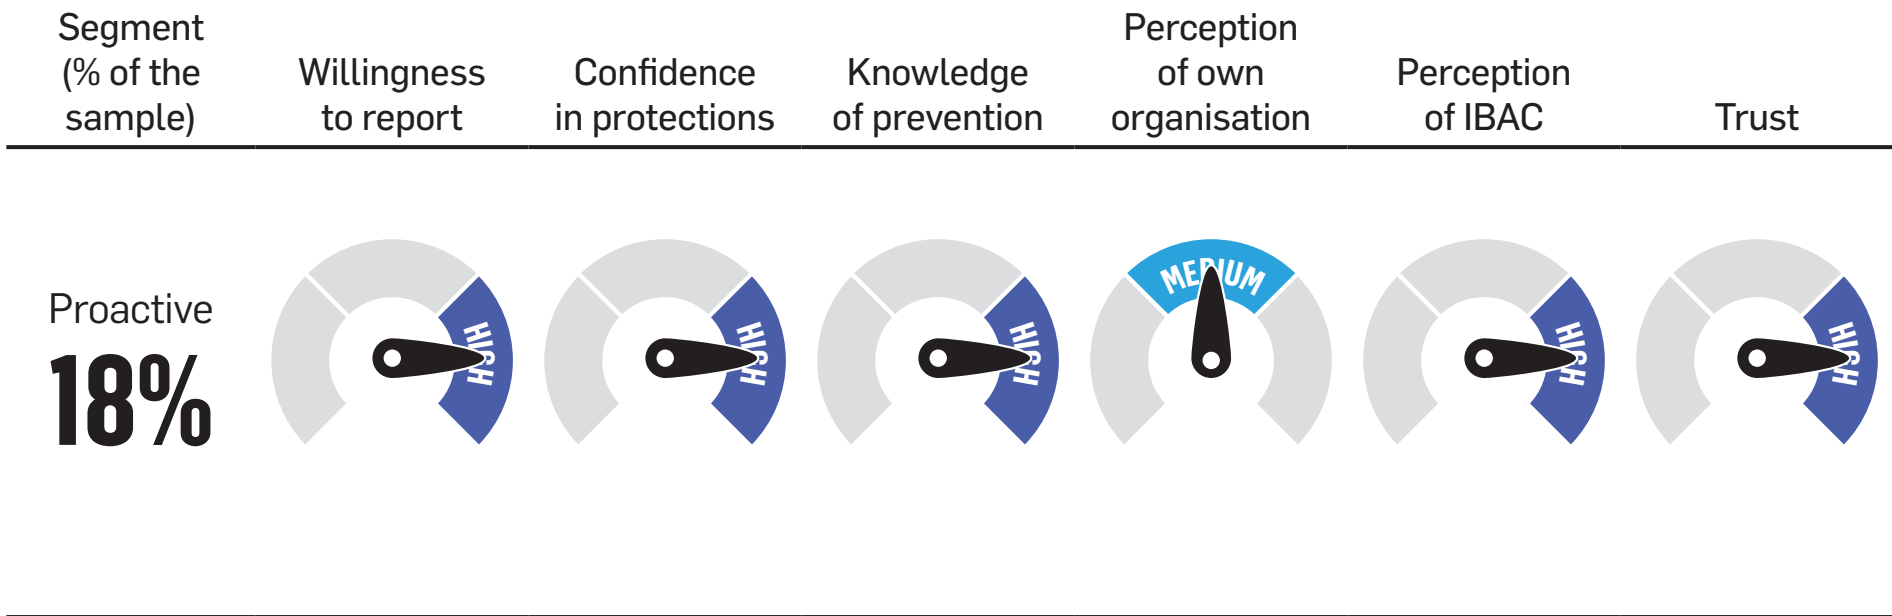 Segment
(% of the
sample)
Willingness
to report
Confidence
in protections
Knowledge
of prevention
Perception
of own
organisation
Perception
of IBAC
Trust
Proactive
18%
HIGH
HIGH
HIGH
MEDIUM
HIGH
HIGH